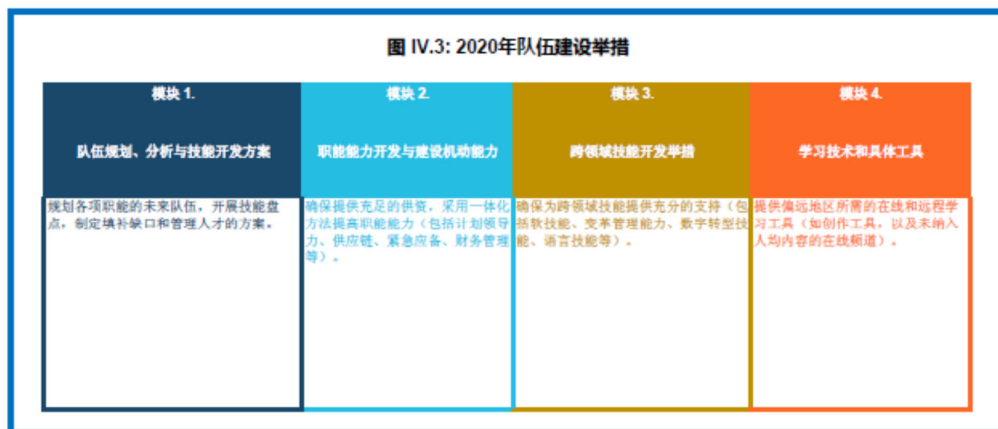 图 IV.3: 2020年队伍建设举措
模块 1.
队伍规划、分析与技能开发方案
模块 2.
职能能力开发与建设机动能力
模块 3.
跨领域技能开发举措
模块 4.
学习技术和具体工具
规划各项职能的未来队伍，开展技能盘
点，制定填补缺口和管理人才的方案。
确保提供充足的供资，采用一体化
方法提高职能能力（包括计划领导
力、供应链、紧急应备、财务管理
等）。
确保为跨领域技能提供充分的支持（包
括软技能、变革管理能力、数字转型技
能、语言技能等）。
提供偏远地区所需的在线和远程学
习工具（如创作工具，以及未纳入
人均内容的在线频道）。